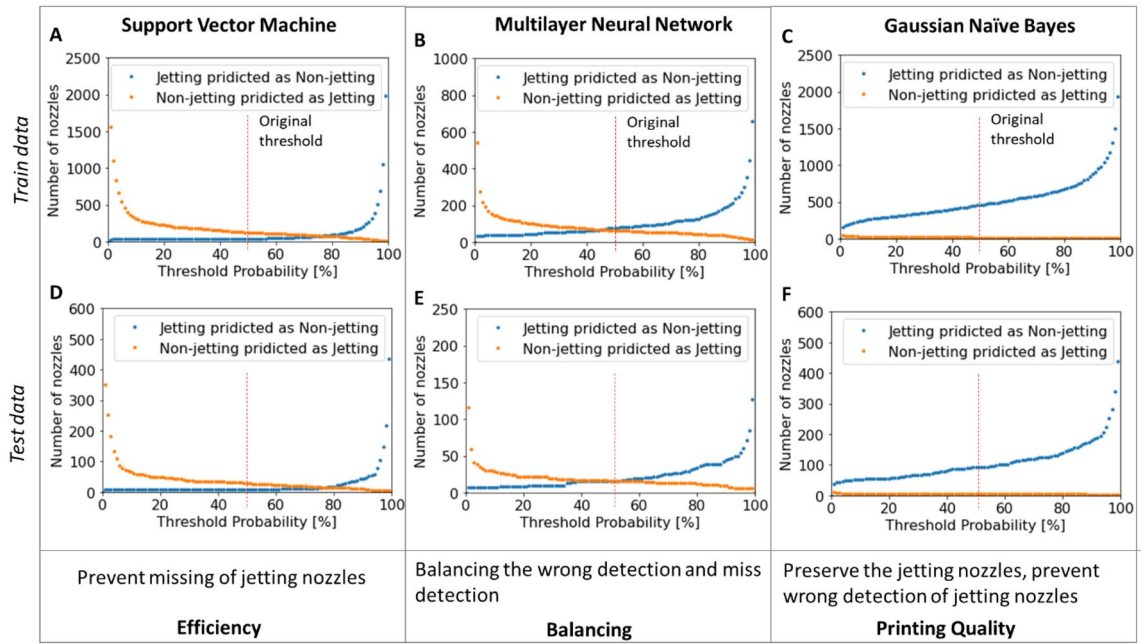 Support Vector Machine
Multilayer Neural Network
Gaussian Naïve Bayes
Train data
A
Number of nozzles
2500
2000
1500
1000
500
0
Jetting pridicted as Non-jetting
Non-jetting pridicted as Jetting
Original
threshold
0 20 40 60 80 100
Threshold Probability [%]
B
Number of nozzles
1000
800
600
400
200
0
Jetting pridicted as Non-jetting
Non-jetting pridicted as Jetting
Original
threshold
0 20 40 60 80 100
Threshold Probability [%]
C
Number of nozzles
2500
2000
1500
1000
500
0
Jetting pridicted as Non-jetting
Non-jetting pridicted as Jetting
Original
threshold
0 20 40 60 80 100
Threshold Probability [%]
Test data
D
Number of nozzles
600
500
400
300
200
100
0
Jetting pridicted as Non-jetting
Non-jetting pridicted as Jetting
0 20 40 60 80 100
Threshold Probability [%]
E
Number of nozzles
250
200
150
100
50
0
Jetting pridicted as Non-jetting
Non-jetting pridicted as Jetting
0 20 40 60 80 100
Threshold Probability [%]
F
Number of nozzles
600
500
400
300
200
100
0
Jetting pridicted as Non-jetting
Non-jetting pridicted as Jetting
0 20 40 60 80 100
Threshold Probability [%]
Prevent missing of jetting nozzles
Efficiency
Balancing the wrong detection and miss
detection
Balancing
Preserve the jetting nozzles, prevent
wrong detection of jetting nozzles
Printing Quality